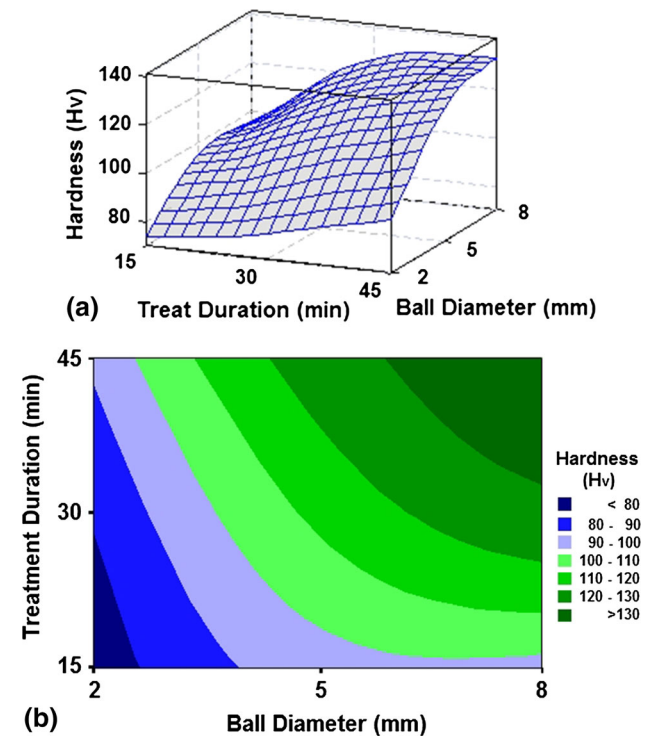 140
120
100
80
Hardness (Hv)
15
30
45
2
5
8
(a) Treat Duration (min) Ball Diameter (mm)
45
30
15
Treatment Duration (min)
2 5 8
(b) Ball Diameter (mm)
Hardness
(Hv)
< 80
80 - 90
90 - 100
100 - 110
110 - 120
120 - 130
>130